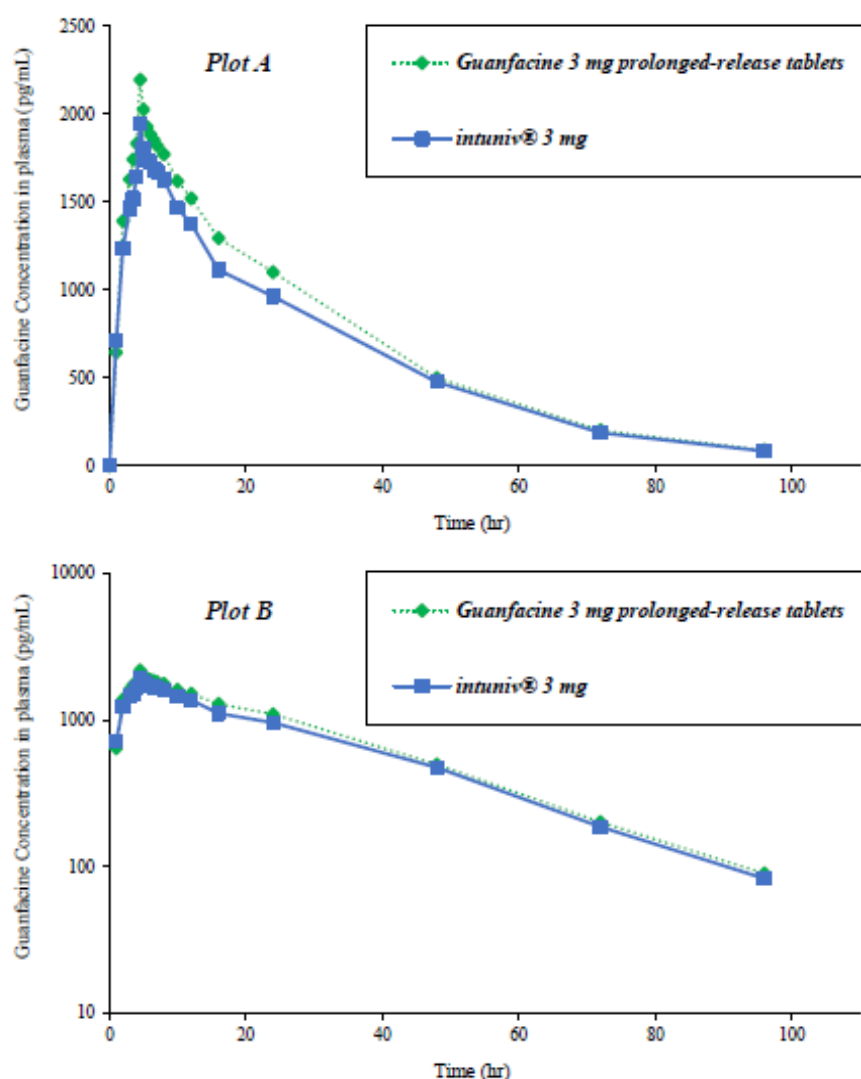 2500
Plot A
Guanfacine 3 mg prolonged-release tablets
intuniv® 3 mg
2000
1500
1000
500
0
Guanfacine Concentration in plasma (pg/mL)
0 20 40 60 80 100
Time (hr)
10000
Plot B
Guanfacine 3 mg prolonged-release tablets
intuniv® 3 mg
1000
100
10
Guanfacine Concentration in plasma (pg/mL)
0 20 40 60 80 100
Time (hr)